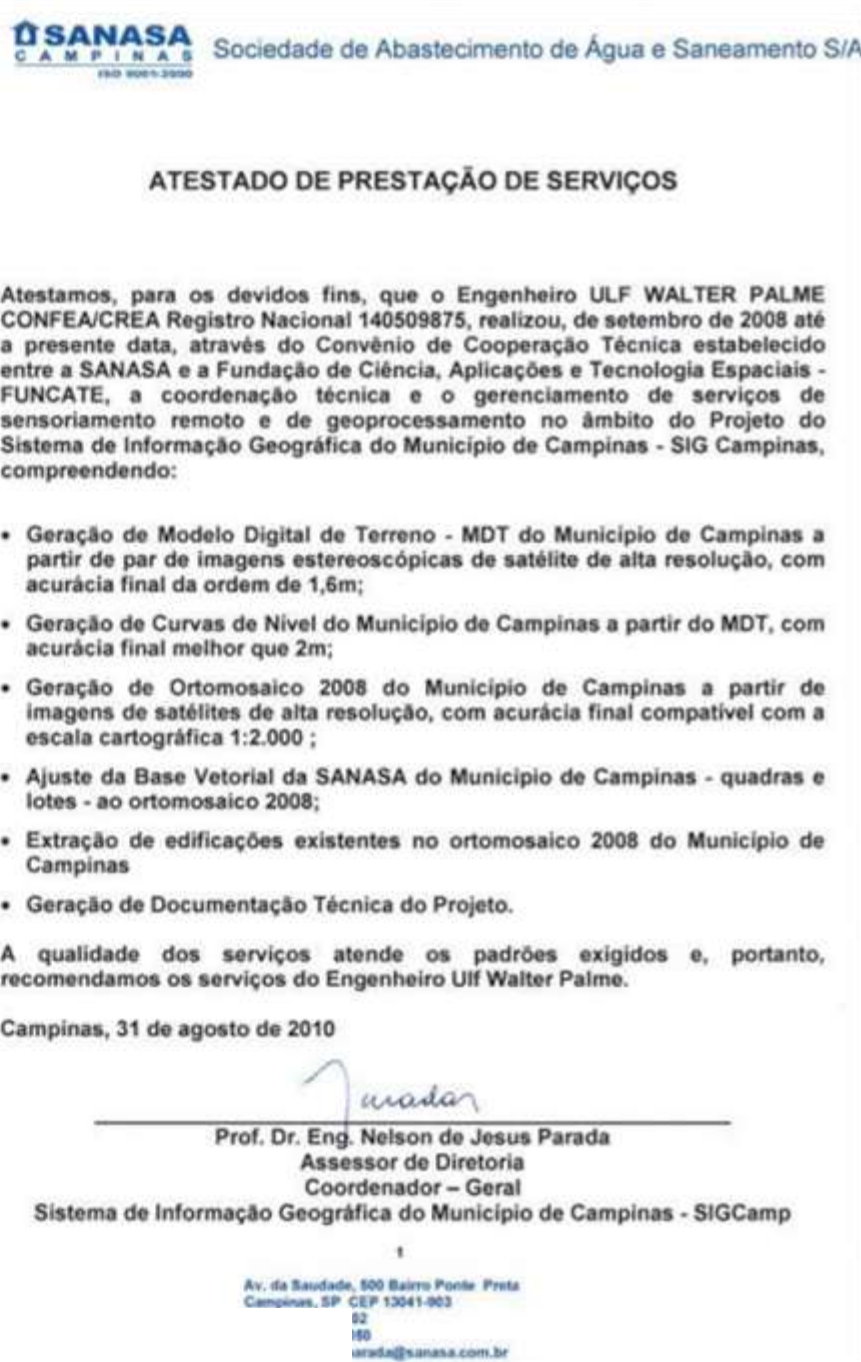 SANASA
CAMPINAS
ISO 9001:2000
Sociedade de Abastecimento de Água e Saneamento S/A
ATESTADO DE PRESTAÇÃO DE SERVIÇOS
Atestamos, para os devidos fins, que o Engenheiro ULF WALTER PALME
CONFEA/CREA Registro Nacional 140509875, realizou, de setembro de 2008 até
a presente data, através do Convênio de Cooperação Técnica estabelecido
entre a SANASA e a Fundação de Ciência, Aplicações e Tecnologia Espaciais -
FUNCATE, a coordenação técnica e o gerenciamento de serviços de
sensoriamento remoto e de geoprocessamento no âmbito do Projeto do
Sistema de Informação Geográfica do Município de Campinas - SIG Campinas,
compreendendo:
• Geração de Modelo Digital de Terreno - MDT do Município de Campinas a
partir de par de imagens estereoscópicas de satélite de alta resolução, com
acurácia final da ordem de 1,6m;
• Geração de Curvas de Nível do Município de Campinas a partir do MDT, com
acurácia final melhor que 2m;
• Geração de Ortomosaico 2008 do Município de Campinas a partir de
imagens de satélites de alta resolução, com acurácia final compatível com a
escala cartográfica 1:2.000 ;
• Ajuste da Base Vetorial da SANASA do Município de Campinas - quadras e
lotes - ao ortomosaico 2008;
• Extração de edificações existentes no ortomosaico 2008 do Município de
Campinas
• Geração de Documentação Técnica do Projeto.
A qualidade dos serviços atende os padrões exigidos e, portanto,
recomendamos os serviços do Engenheiro Ulf Walter Palme.
Campinas, 31 de agosto de 2010
Parada
Prof. Dr. Eng. Nelson de Jesus Parada
Assessor de Diretoria
Coordenador – Geral
Sistema de Informação Geográfica do Município de Campinas - SIGCamp
1
Av. da Saudade, 500 Bairro Ponte Preta
Campinas, SP CEP 13041-903
arada@sanasa.com.br